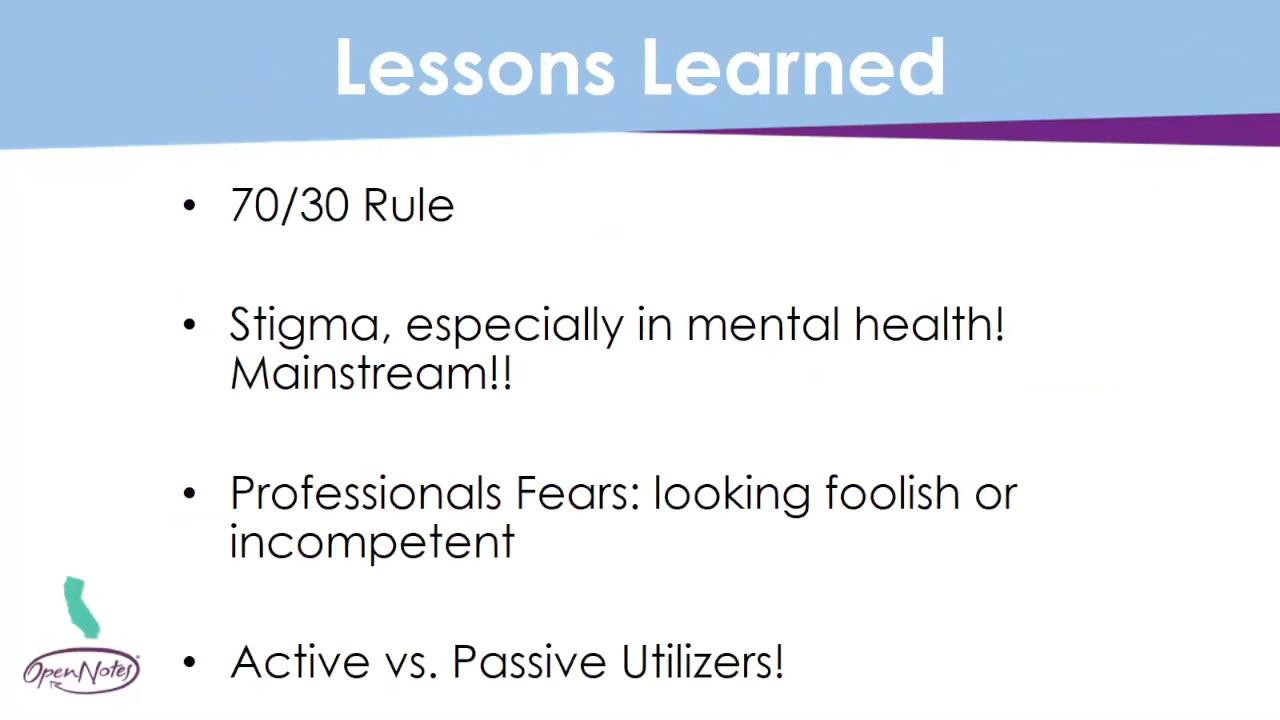 Lessons Learned
• 70/30 Rule
• Stigma, especially in mental health!
Mainstream!!
• Professionals Fears: looking foolish or
incompetent
• Active vs. Passive Utilizers!
OpenNotes